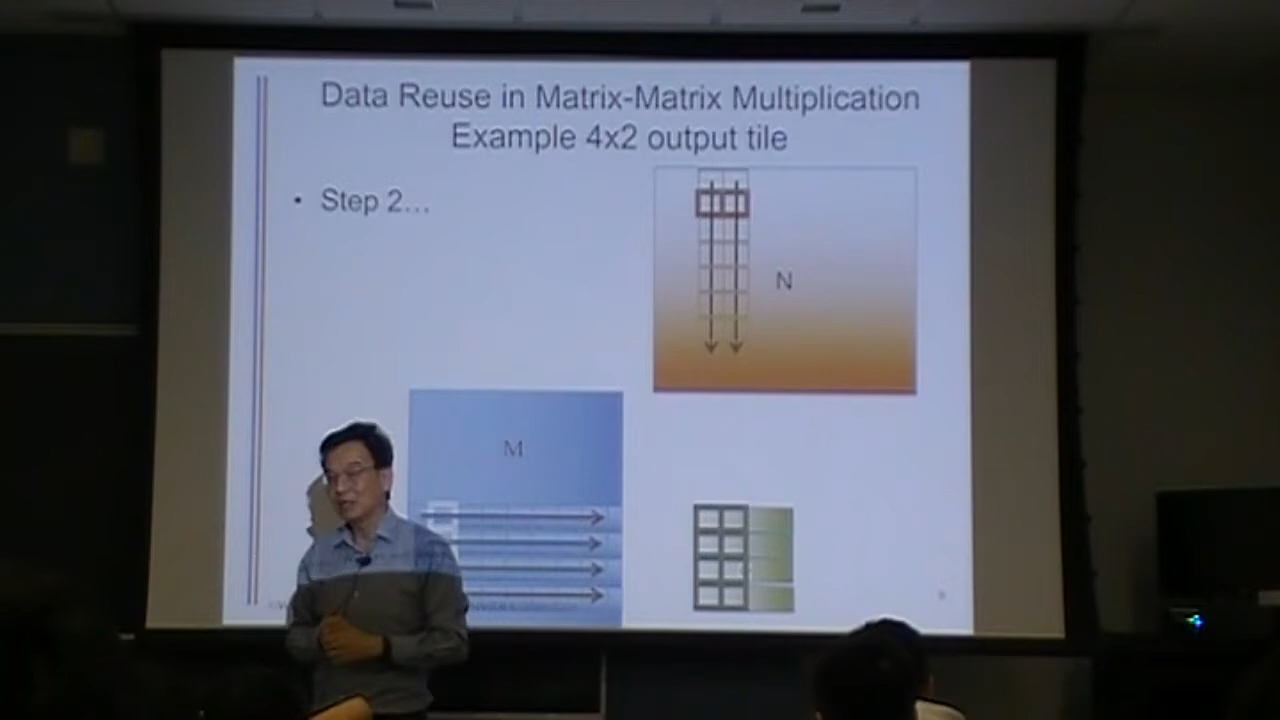 Data Reuse in Matrix-Matrix Multiplication
Example 4x2 output tile
• Step 2…
N
M